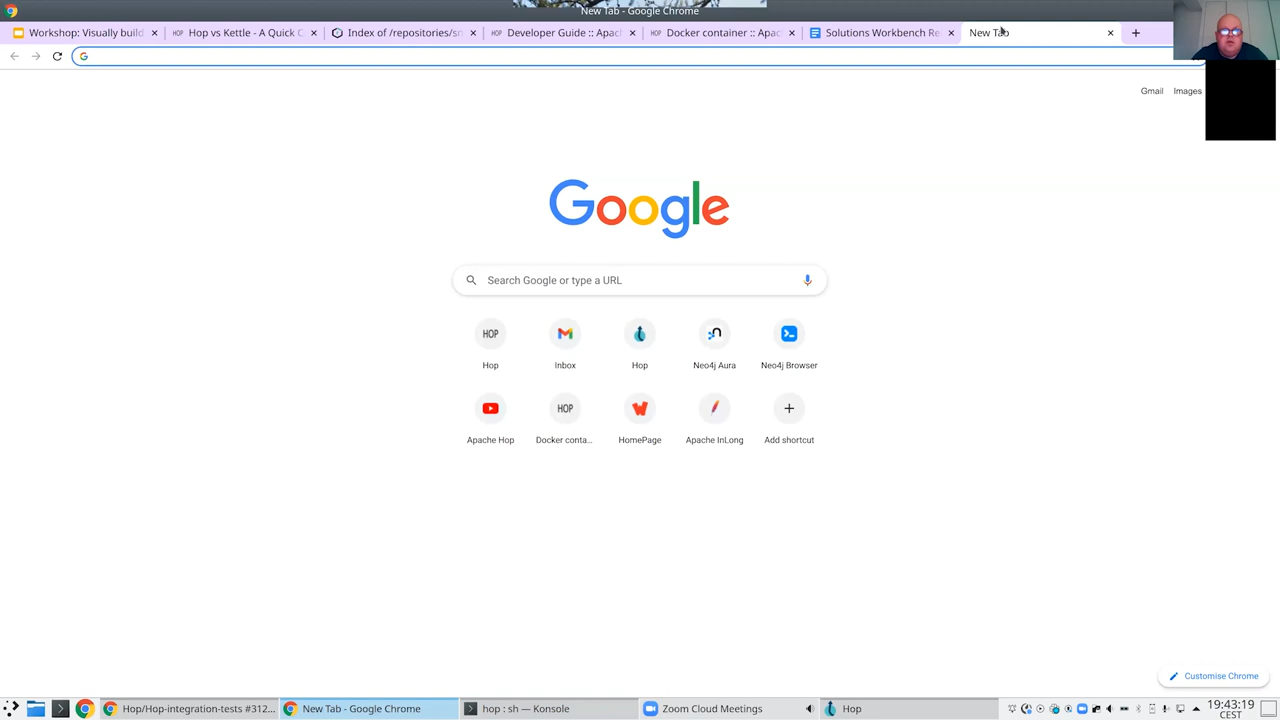 New Tab - Google Chrome
Workshop: Visually build
Hop vs Kettle - A Quick C
Index of /repositories/sn
Developer Guide :: Apach
Docker container :: Apac
Solutions Workbench Re
New Tab
Gmail Images
Google
Search Google or type a URL
HOP
Hop Inbox Hop Neo4j Aura Neo4j Browser
HOP
Apache Hop Docker conta... HomePage Apache InLong Add shortcut
Customise Chrome
Hop/Hop-integration-tests #312...
New Tab - Google Chrome
hop : sh — Konsole
Zoom Cloud Meetings
Hop
19:43:19
CEST